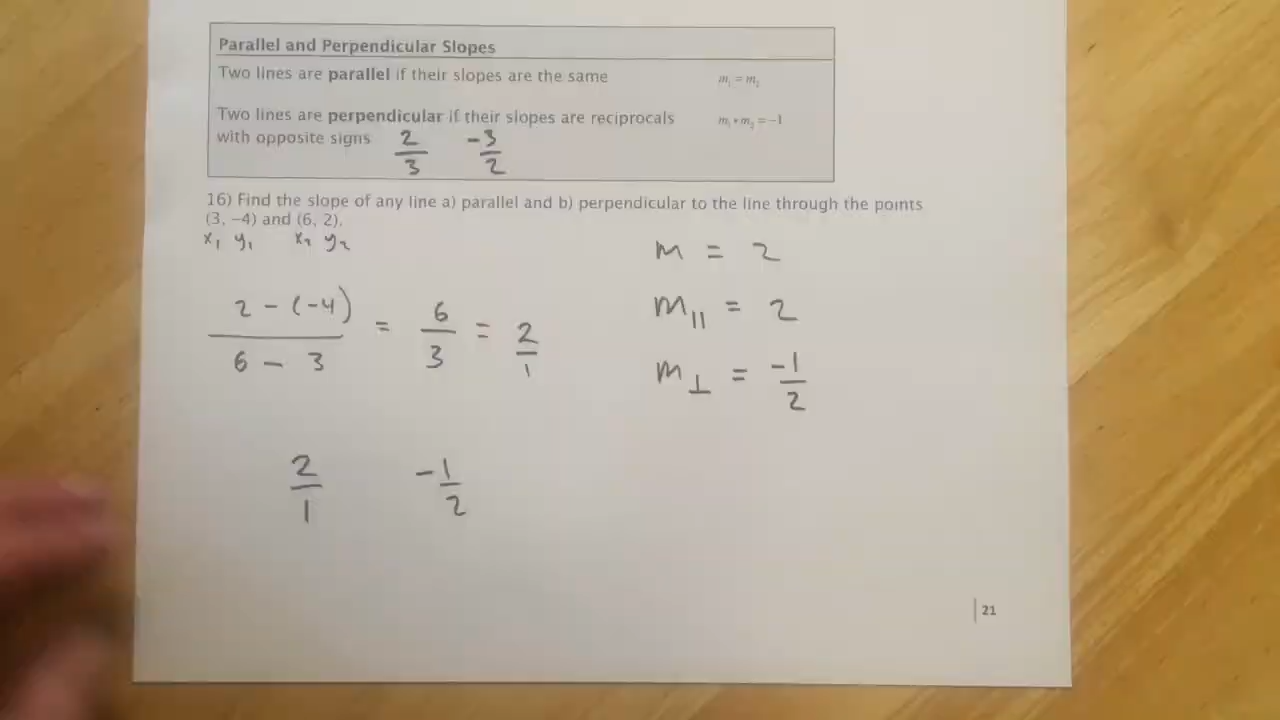 Parallel and Perpendicular Slopes
Two lines are parallel if their slopes are the same m₁ = m₂
Two lines are perpendicular if their slopes are reciprocals m₁ • m₂ = −1
with opposite signs 2/3 -3/2
16) Find the slope of any line a) parallel and b) perpendicular to the line through the points
(3, −4) and (6, 2).
x₁ y₁ x₂ y₂
m = 2
2 - (-4) / 6 - 3 = 6/3 = 2/1
m∥ = 2
m⊥ = -1/2
2/1 -1/2
21